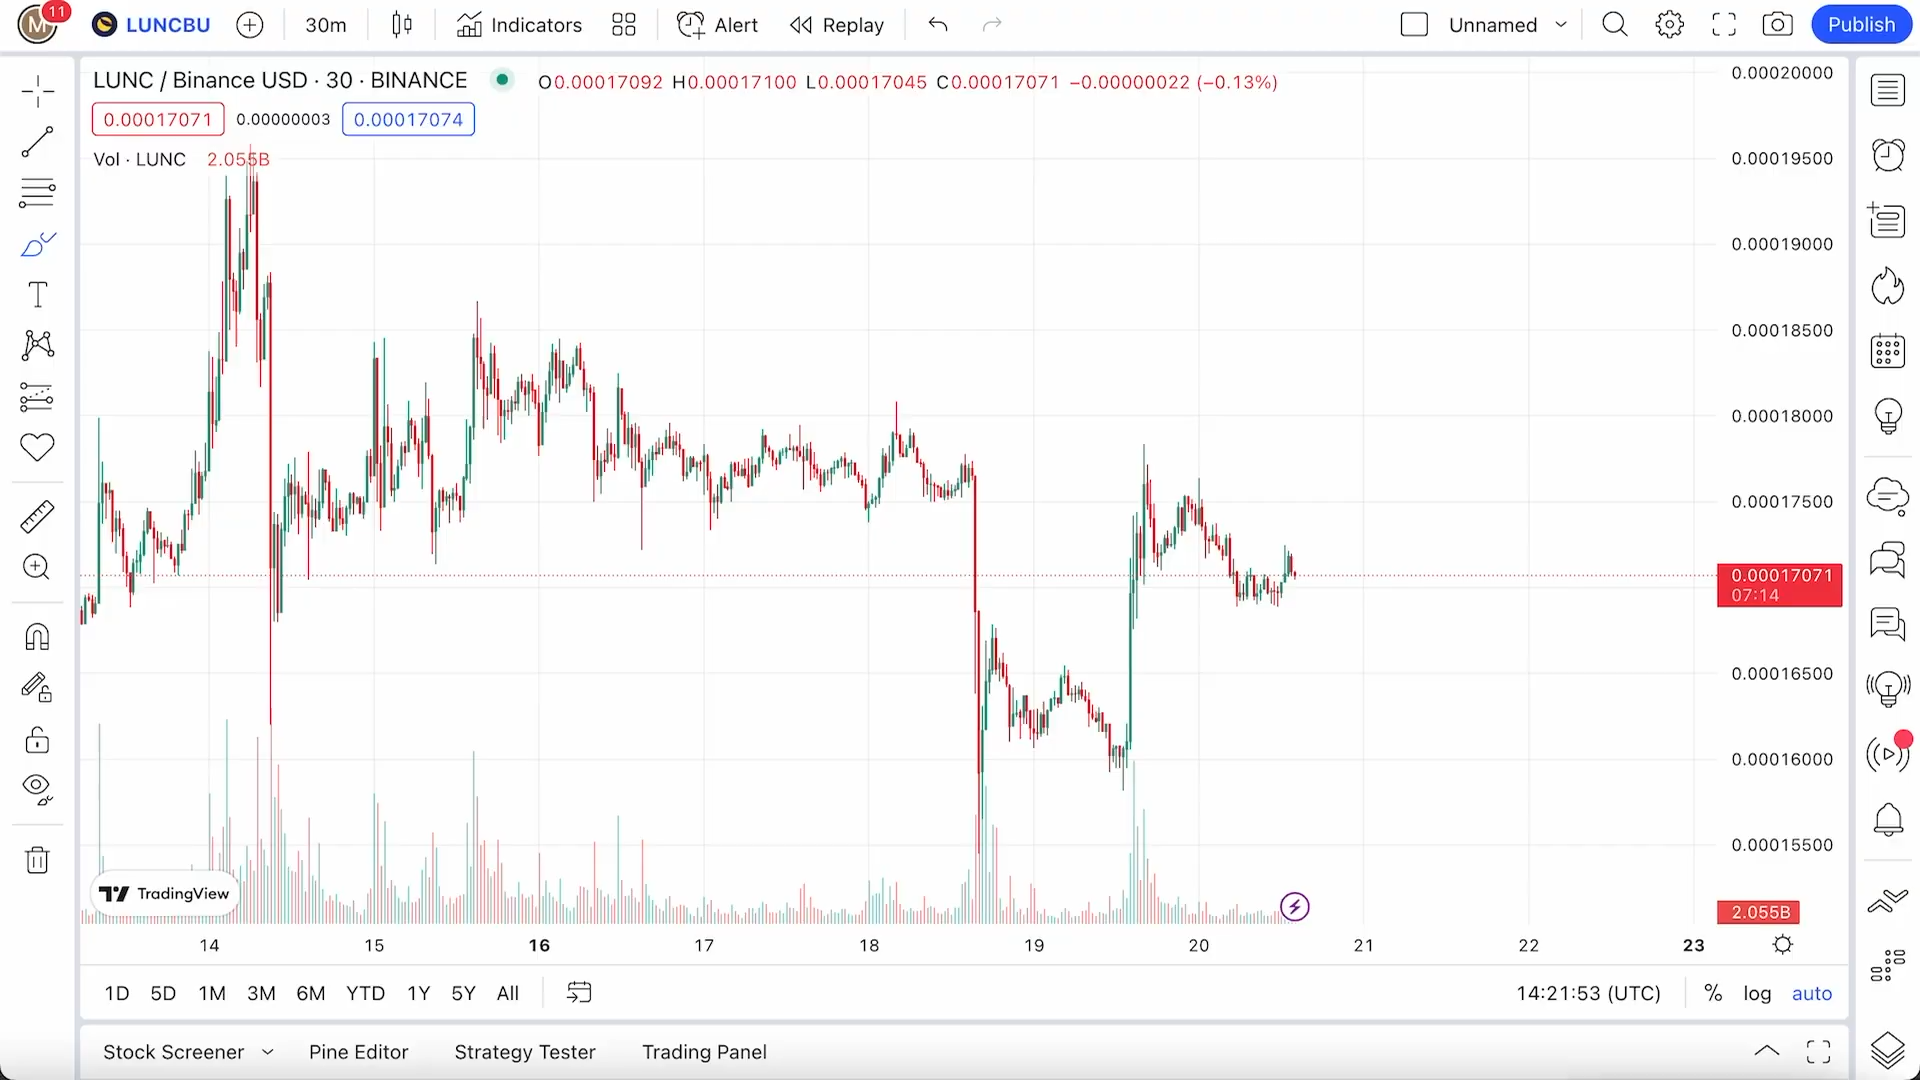 M 11 LUNCBU 30m Indicators Alert Replay Unnamed Publish
LUNC / Binance USD · 30 · BINANCE O0.00017092 H0.00017100 L0.00017045 C0.00017071 −0.00000022 (−0.13%)
0.00017071 0.00000003 0.00017074
Vol · LUNC 2.055B
0.00020000
0.00019500
0.00019000
0.00018500
0.00018000
0.00017500
0.00017071
07:14
0.00016500
0.00016000
0.00015500
TradingView
2.055B
14 15 16 17 18 19 20 21 22 23
1D 5D 1M 3M 6M YTD 1Y 5Y All 14:21:53 (UTC) % log auto
Stock Screener Pine Editor Strategy Tester Trading Panel